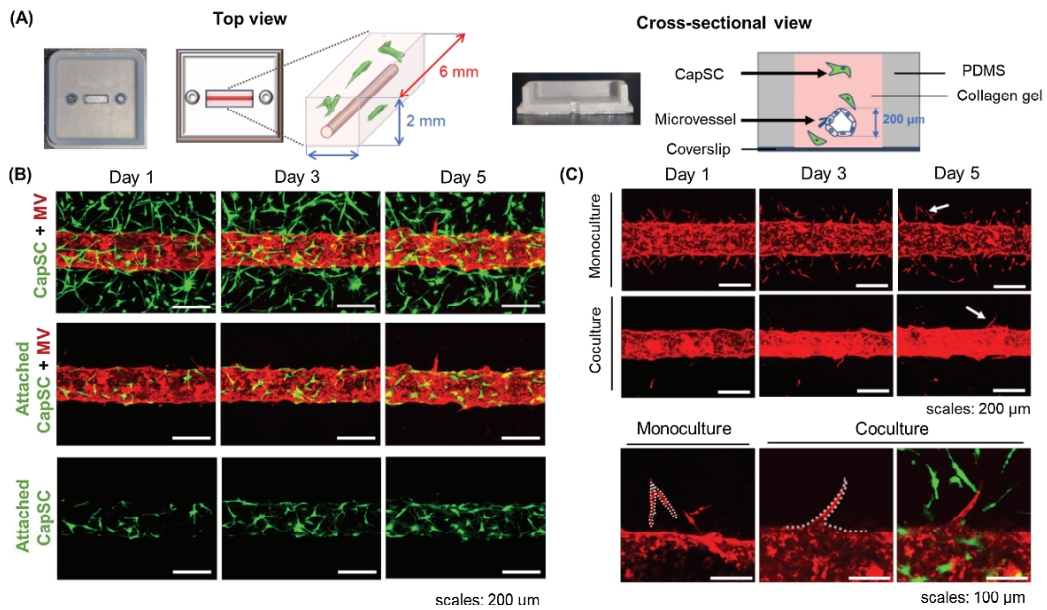 (A)
Top view
6 mm
2 mm
Cross-sectional view
CapSC
Microvessel
Coverslip
PDMS
Collagen gel
200 µm
(B)
Day 1
Day 3
Day 5
CapSC + MV
Attached
CapSC + MV
Attached
CapSC
scales: 200 µm
(C)
Day 1
Day 3
Day 5
Monoculture
Coculture
scales: 200 µm
Monoculture
Coculture
scales: 100 µm